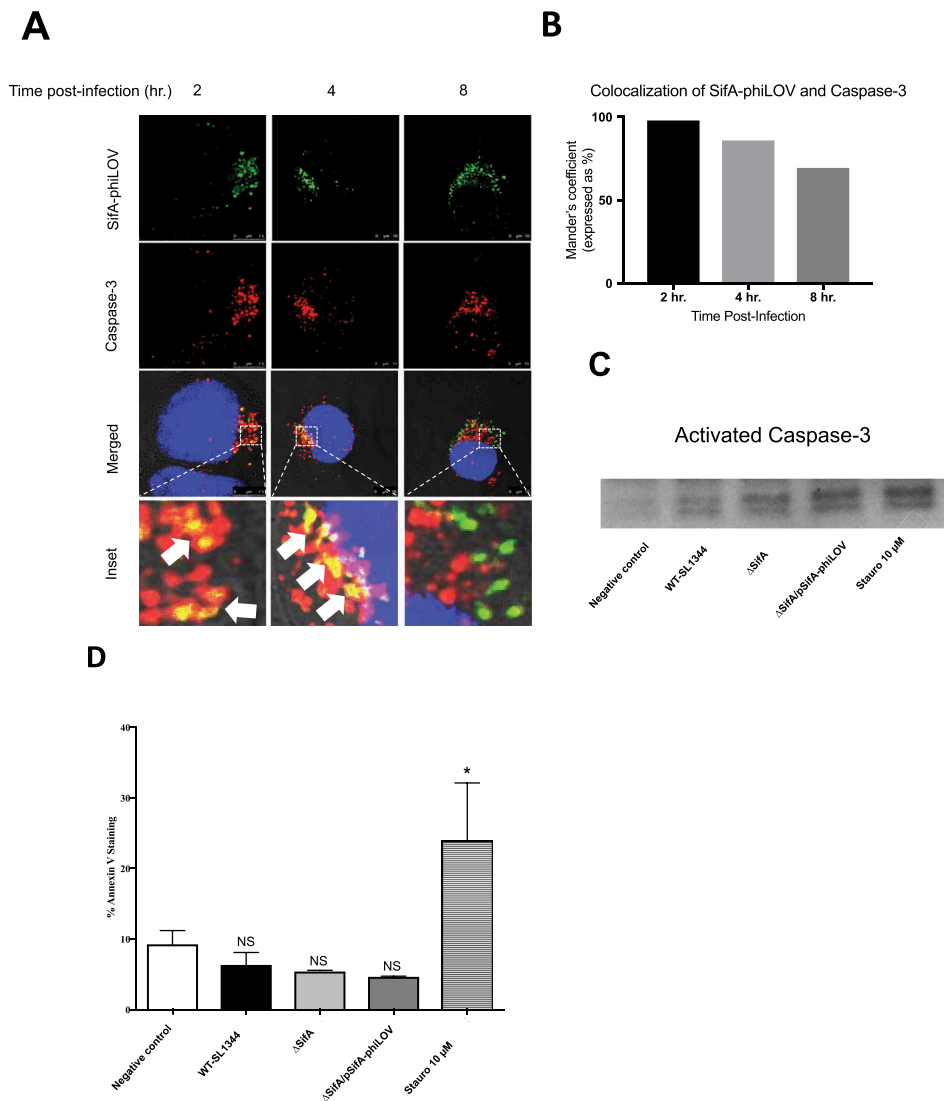 A
Time post-infection (hr.) 2 4 8
SifA-phiLOV
Caspase-3
Merged
Inset
B
Colocalization of SifA-phiLOV and Caspase-3
Mander's coefficient
(expressed as %)
100
50
0
2 hr. 4 hr. 8 hr.
Time Post-Infection
C
Activated Caspase-3
Negative control
WT-SL1344
ΔSifA
ΔSifA/pSifA-phiLOV
Stauro 10 µM
D
% Annexin V Staining
40
30
20
10
0
NS
NS
NS
*
Negative control
WT-SL1344
ΔSifA
ΔSifA/pSifA-phiLOV
Stauro 10 µM